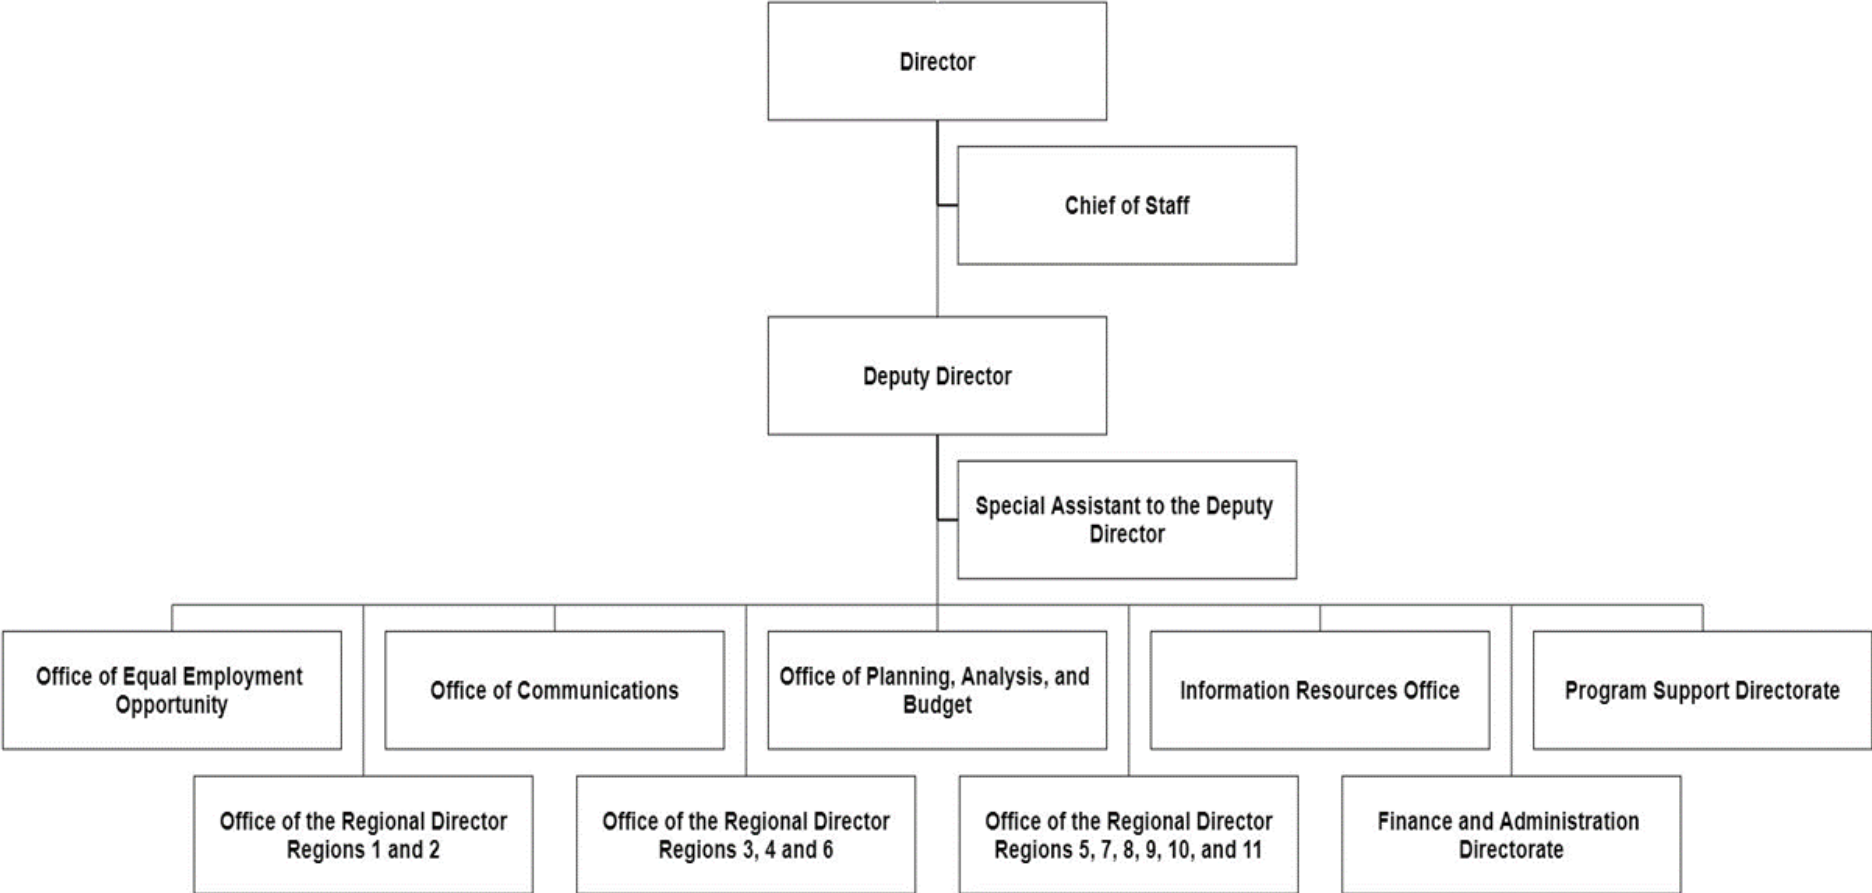 Director
Chief of Staff
Deputy Director
Special Assistant to the Deputy
Director
Office of Equal Employment
Opportunity
Office of Communications
Office of Planning, Analysis, and
Budget
Information Resources Office
Program Support Directorate
Office of the Regional Director
Regions 1 and 2
Office of the Regional Director
Regions 3, 4 and 6
Office of the Regional Director
Regions 5, 7, 8, 9, 10, and 11
Finance and Administration
Directorate